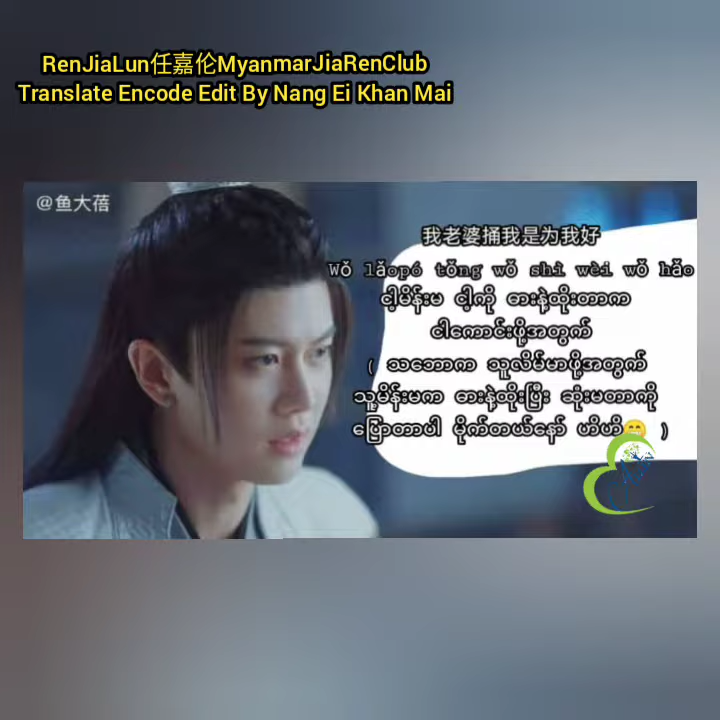 RenJiaLun任嘉伦MyanmarJiaRenClub
Translate Encode Edit By Nang Ei Khan Mai
@鱼大蓓
我老婆捅我是为我好
Wǒ lǎopó tǒng wǒ shì wèi wǒ hǎo
ငါ့မိန်းမ ငါ့ကို ဓားနဲ့ထိုးတာက
ငါကောင်းဖို့အတွက်
( သဘောက သူလိမ်မာဖို့အတွက်
သူ့မိန်းမက ဓားနဲ့ထိုးပြီး ဆုံးမတာကို
ပြောတာပါ မိုက်တယ်နော် ဟိဟိ😁 )